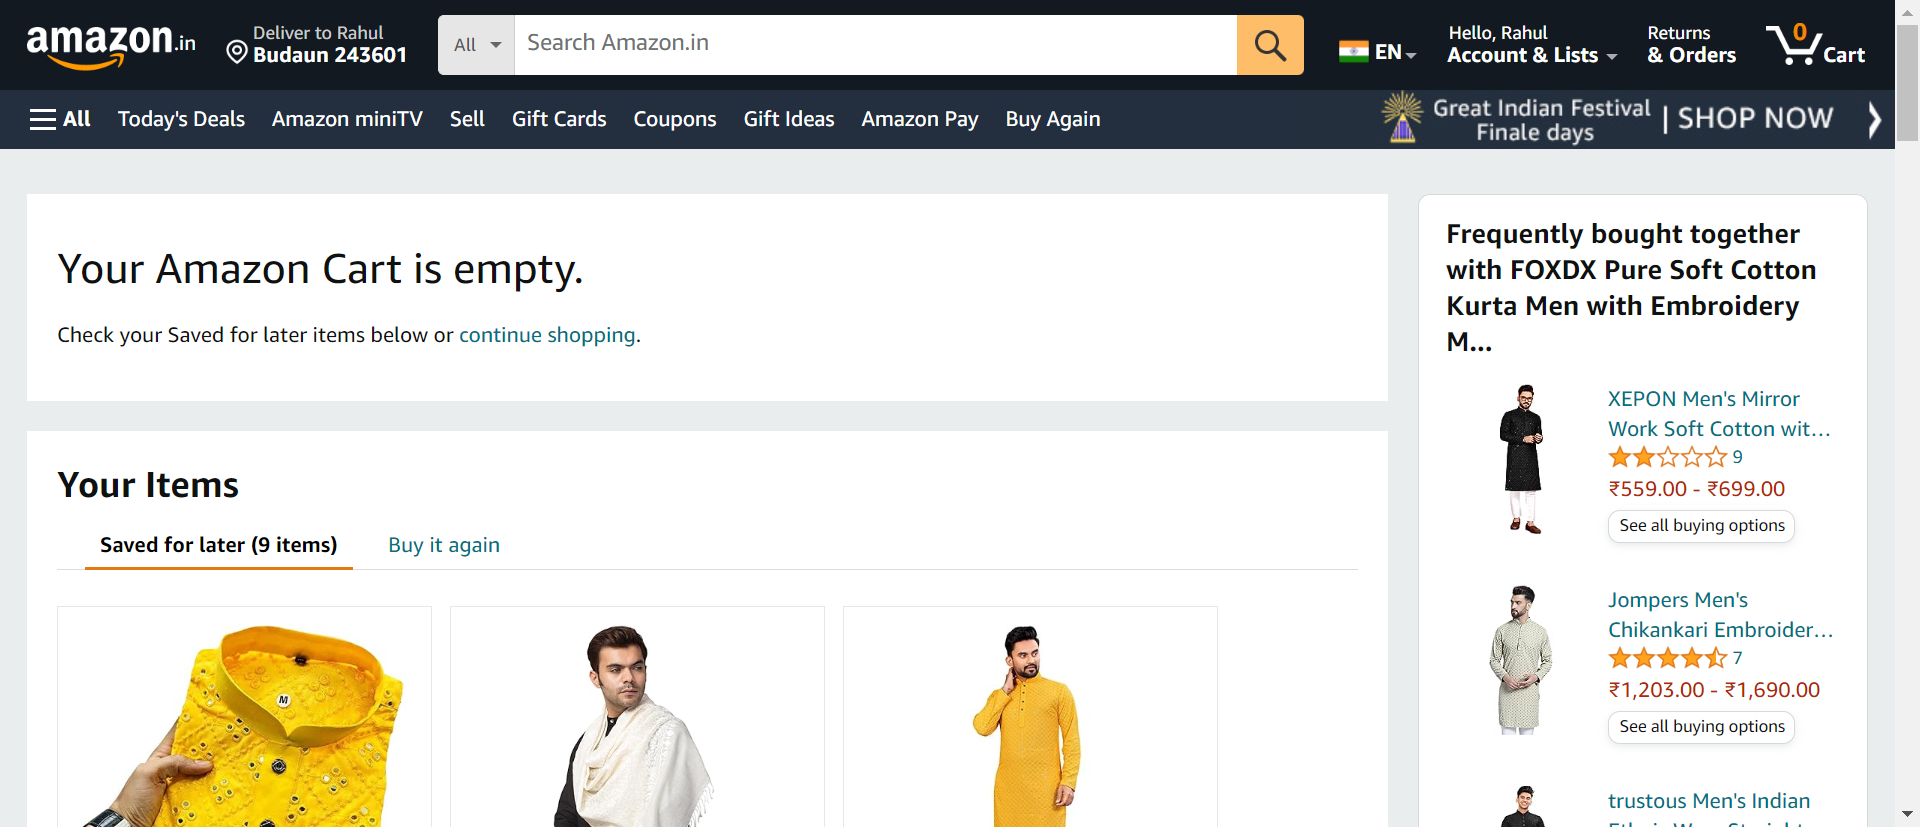 amazon.in
Deliver to Rahul
Budaun 243601
All
Search Amazon.in
EN
Hello, Rahul
Account & Lists
Returns
& Orders
0
Cart
All
Today's Deals
Amazon miniTV
Sell
Gift Cards
Coupons
Gift Ideas
Amazon Pay
Buy Again
Great Indian Festival
Finale days
| SHOP NOW
Your Amazon Cart is empty.
Check your Saved for later items below or continue shopping.
Your Items
Saved for later (9 items)
Buy it again
M
Frequently bought together
with FOXDX Pure Soft Cotton
Kurta Men with Embroidery
M...
XEPON Men's Mirror
Work Soft Cotton wit...
9
₹559.00 - ₹699.00
See all buying options
Jompers Men's
Chikankari Embroider...
7
₹1,203.00 - ₹1,690.00
See all buying options
trustous Men's Indian